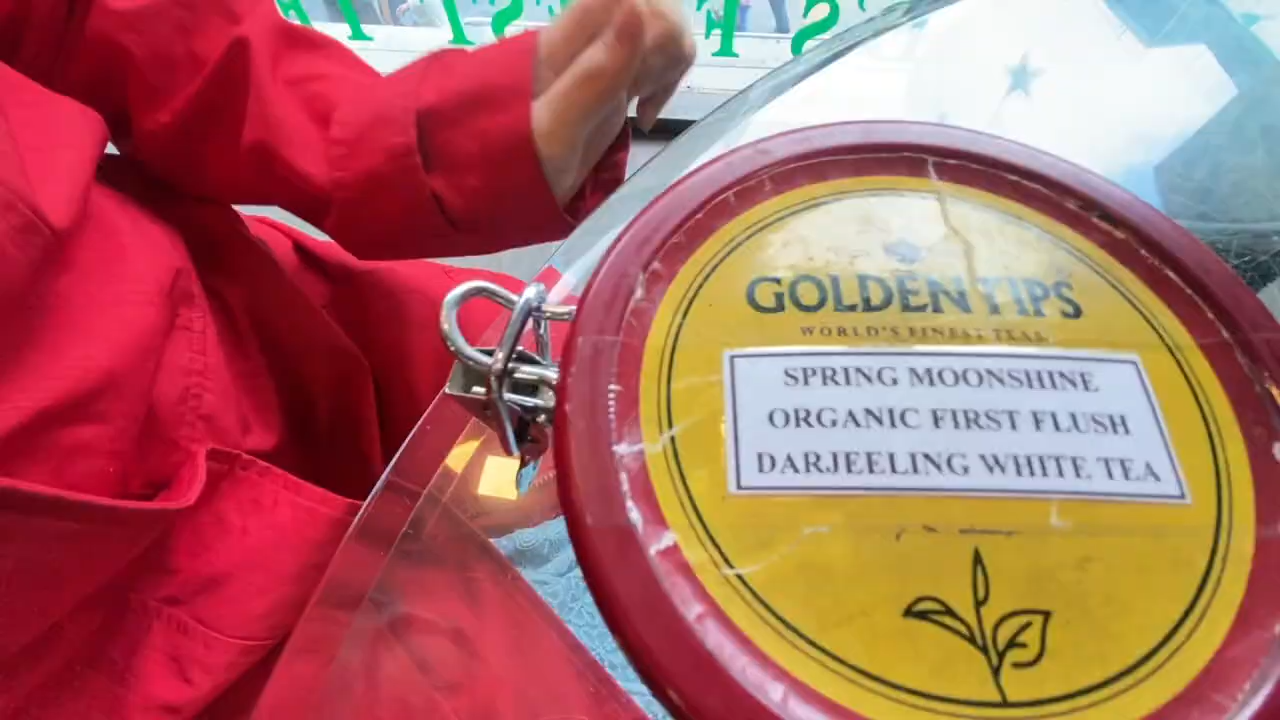 GOLDEN TIPS
WORLD'S FINEST TEAS
SPRING MOONSHINE
ORGANIC FIRST FLUSH
DARJEELING WHITE TEA